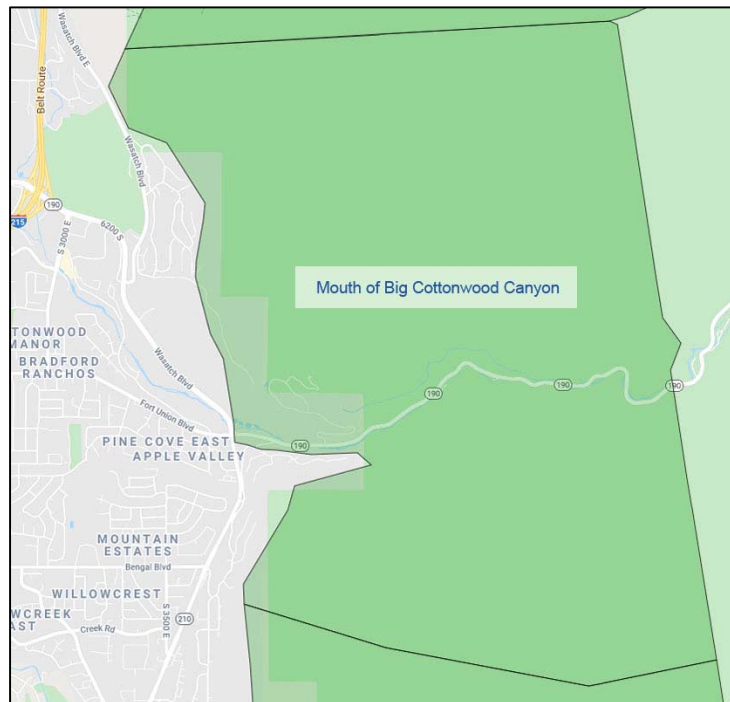 Wasatch Blvd E
Belt Route
Wasatch Blvd
190
215
6200 S
S 3000 E
Mouth of Big Cottonwood Canyon
TONWOOD
MANOR
BRADFORD
RANCHOS
Wasatch Blvd
190
190
190
Fort Union Blvd
PINE COVE EAST
190
APPLE VALLEY
MOUNTAIN
ESTATES
Bengal Blvd
WILLOWCREST
S 3500 E
210
WCREEK
AST
Creek Rd